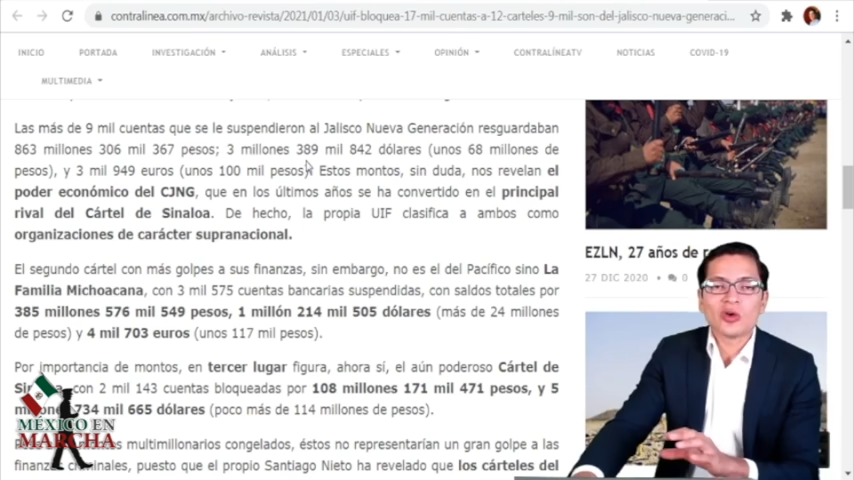 contralinea.com.mx/archivo-revista/2021/01/03/uif-bloquea-17-mil-cuentas-a-12-carteles-9-mil-son-del-jalisco-nueva-generaci...
INICIO PORTADA INVESTIGACIÓN ANÁLISIS ESPECIALES OPINIÓN CONTRALÍNEATV NOTICIAS COVID-19
MULTIMEDIA
Las más de 9 mil cuentas que se le suspendieron al Jalisco Nueva Generación resguardaban
863 millones 306 mil 367 pesos; 3 millones 389 mil 842 dólares (unos 68 millones de
pesos), y 3 mil 949 euros (unos 100 mil pesos). Estos montos, sin duda, nos revelan el
poder económico del CJNG, que en los últimos años se ha convertido en el principal
rival del Cártel de Sinaloa. De hecho, la propia UIF clasifica a ambos como
organizaciones de carácter supranacional.
El segundo cártel con más golpes a sus finanzas, sin embargo, no es el del Pacífico sino La
Familia Michoacana, con 3 mil 575 cuentas bancarias suspendidas, con saldos totales por
385 millones 576 mil 549 pesos, 1 millón 214 mil 505 dólares (más de 24 millones
de pesos) y 4 mil 703 euros (unos 117 mil pesos).
Por importancia de montos, en tercer lugar figura, ahora sí, el aún poderoso Cártel de
con 2 mil 143 cuentas bloqueadas por 108 millones 171 mil 471 pesos, y 5
734 mil 665 dólares (poco más de 114 millones de pesos).
multimillonarios congelados, éstos no representarían un gran golpe a las
puesto que el propio Santiago Nieto ha revelado que los cárteles del
EZLN, 27 años de
27 DIC 2020 0
MÉXICO EN
MARCHA